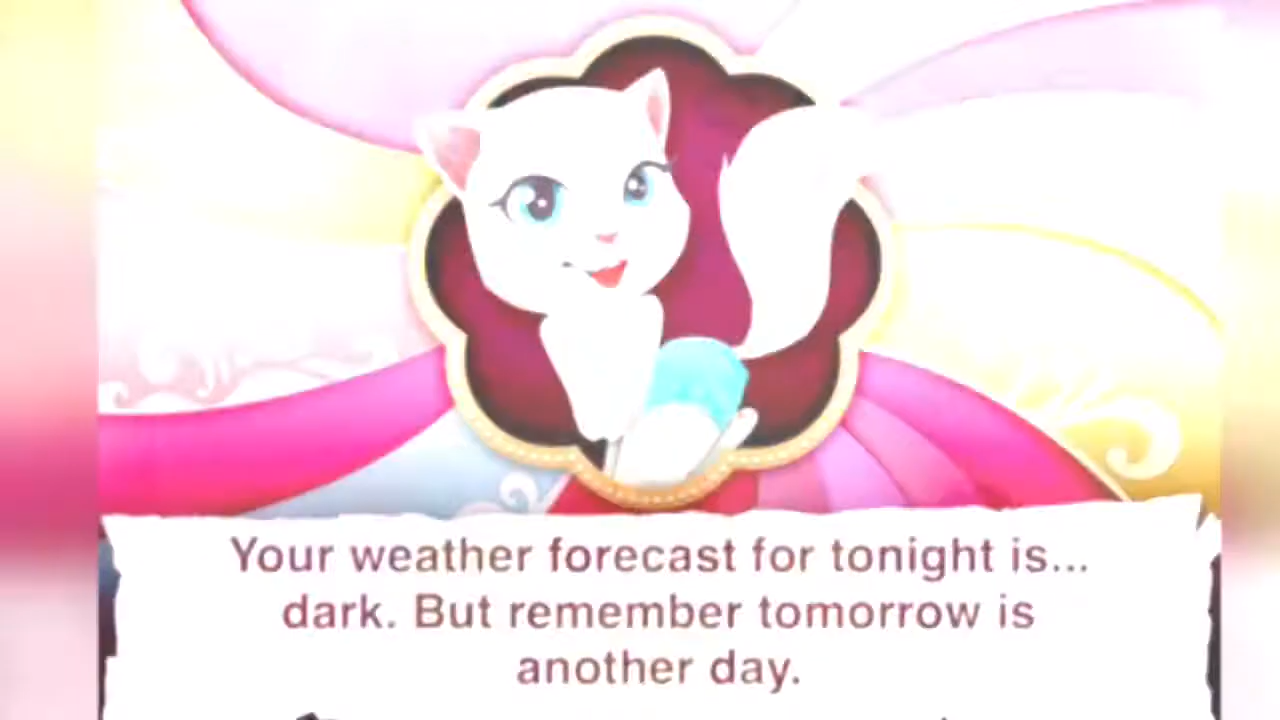 Your weather forecast for tonight is...
dark. But remember tomorrow is
another day.